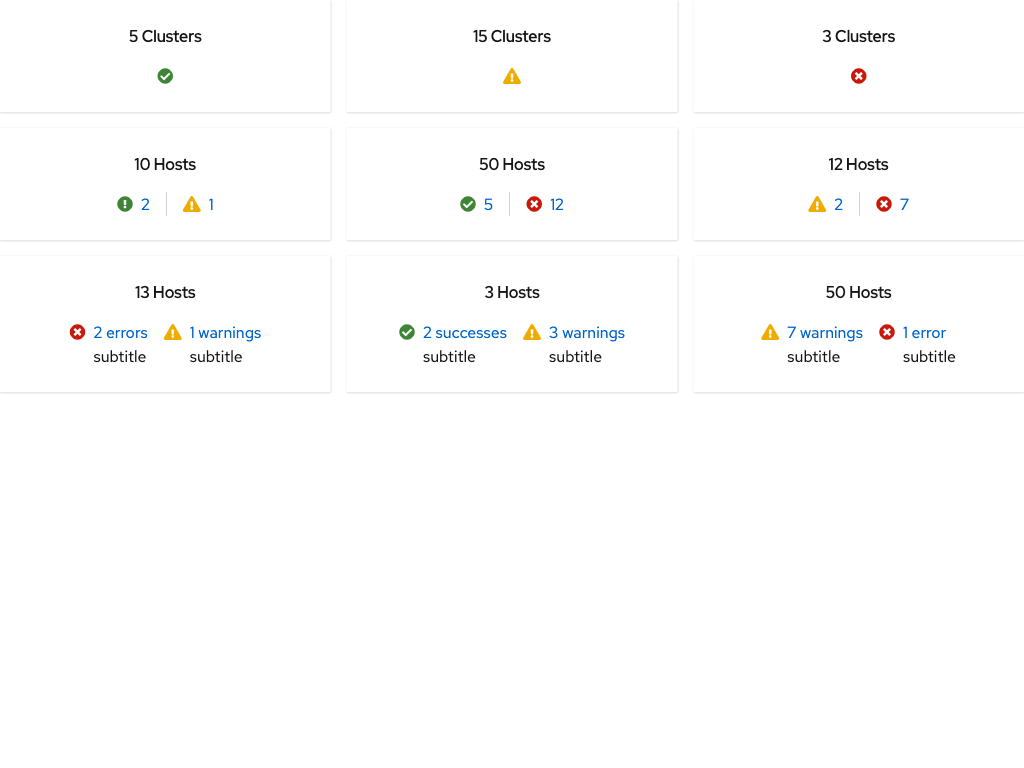 5 Clusters
15 Clusters
3 Clusters
10 Hosts
2 1
50 Hosts
5 12
12 Hosts
2 7
13 Hosts
2 errors 1 warnings
subtitle subtitle
3 Hosts
2 successes 3 warnings
subtitle subtitle
50 Hosts
7 warnings 1 error
subtitle subtitle